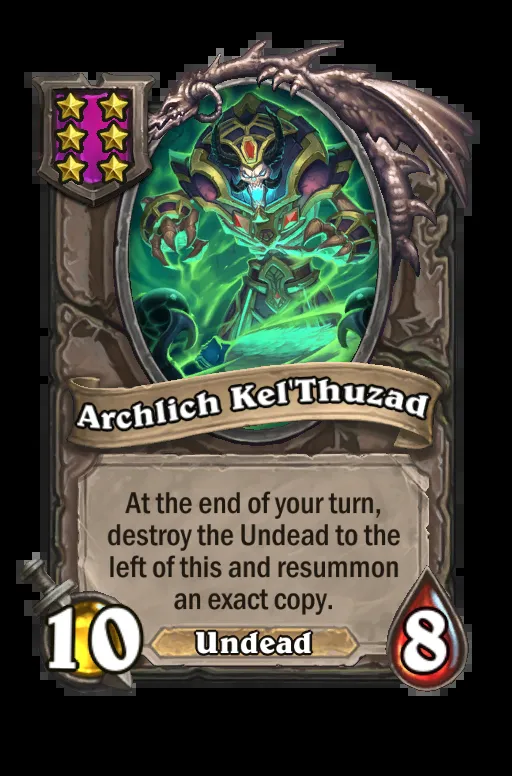 Archlich Kel'Thuzad
At the end of your turn,
destroy the Undead to the
left of this and resummon
an exact copy.
10
Undead
8